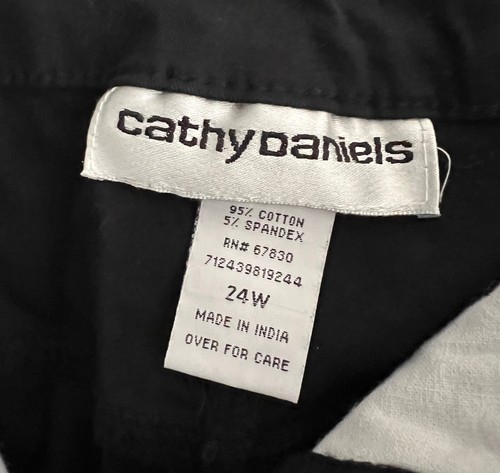 cathy Daniels
95% COTTON
5% SPANDEX
RN# 67830
712439819244
24W
MADE IN INDIA
OVER FOR CARE